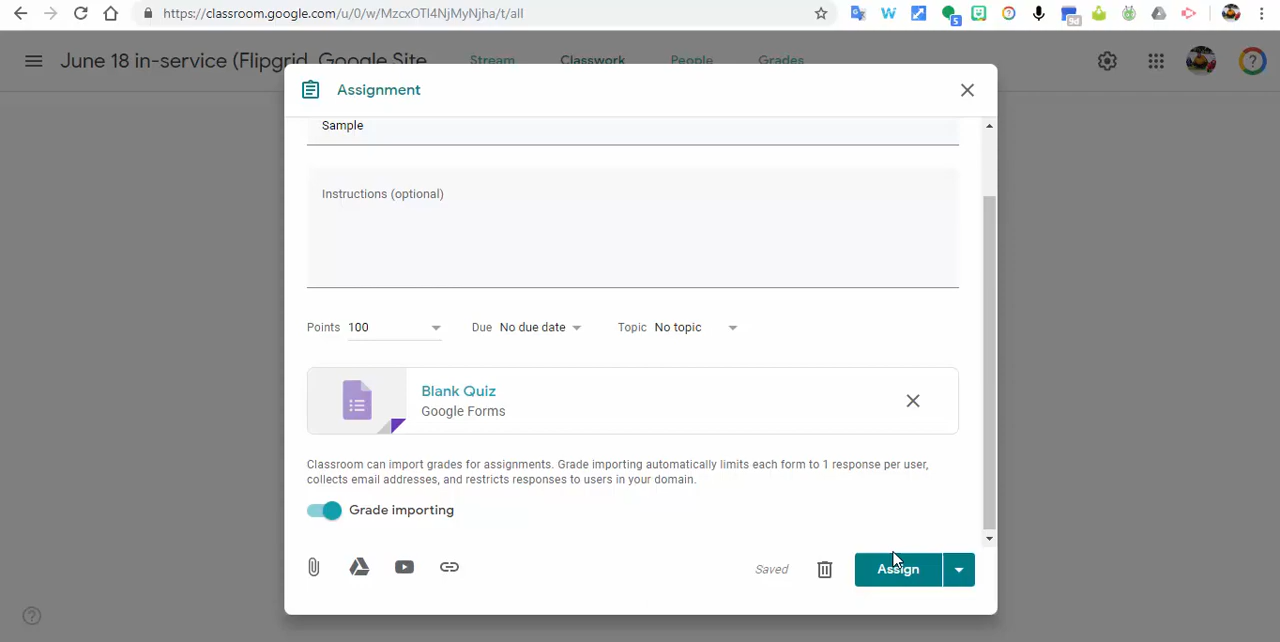 https://classroom.google.com/u/0/w/MzcxOTI4NjMyNjha/t/all
W
5
9d
June 18 in-service (Flipgrid, Google Site
Stream
Classwork
People
Grades
Assignment
Sample
Instructions (optional)
Points 100
Due No due date
Topic No topic
Blank Quiz
Google Forms
Classroom can import grades for assignments. Grade importing automatically limits each form to 1 response per user,
collects email addresses, and restricts responses to users in your domain.
Grade importing
Saved
Assign